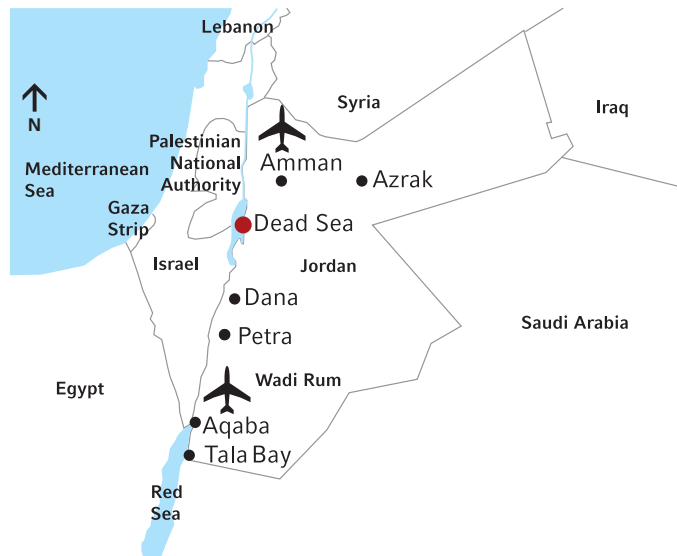 Lebanon
Syria
Iraq
N
Palestinian
National
Authority
Amman
Azrak
Mediterranean
Sea
Gaza
Strip
Dead Sea
Israel
Jordan
Dana
Saudi Arabia
Petra
Egypt
Wadi Rum
Aqaba
Tala Bay
Red
Sea